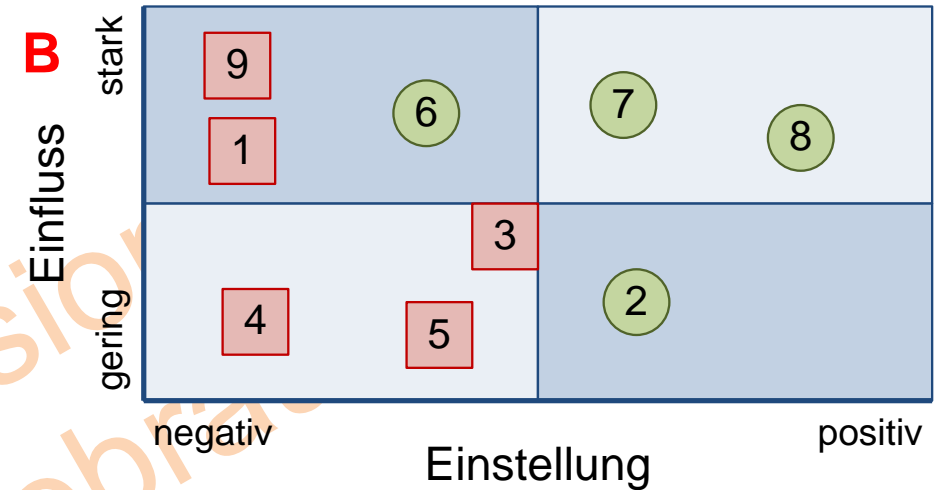 B
stark
Einfluss
gering
9
6
7
8
1
3
4
5
2
negativ
positiv
Einstellung